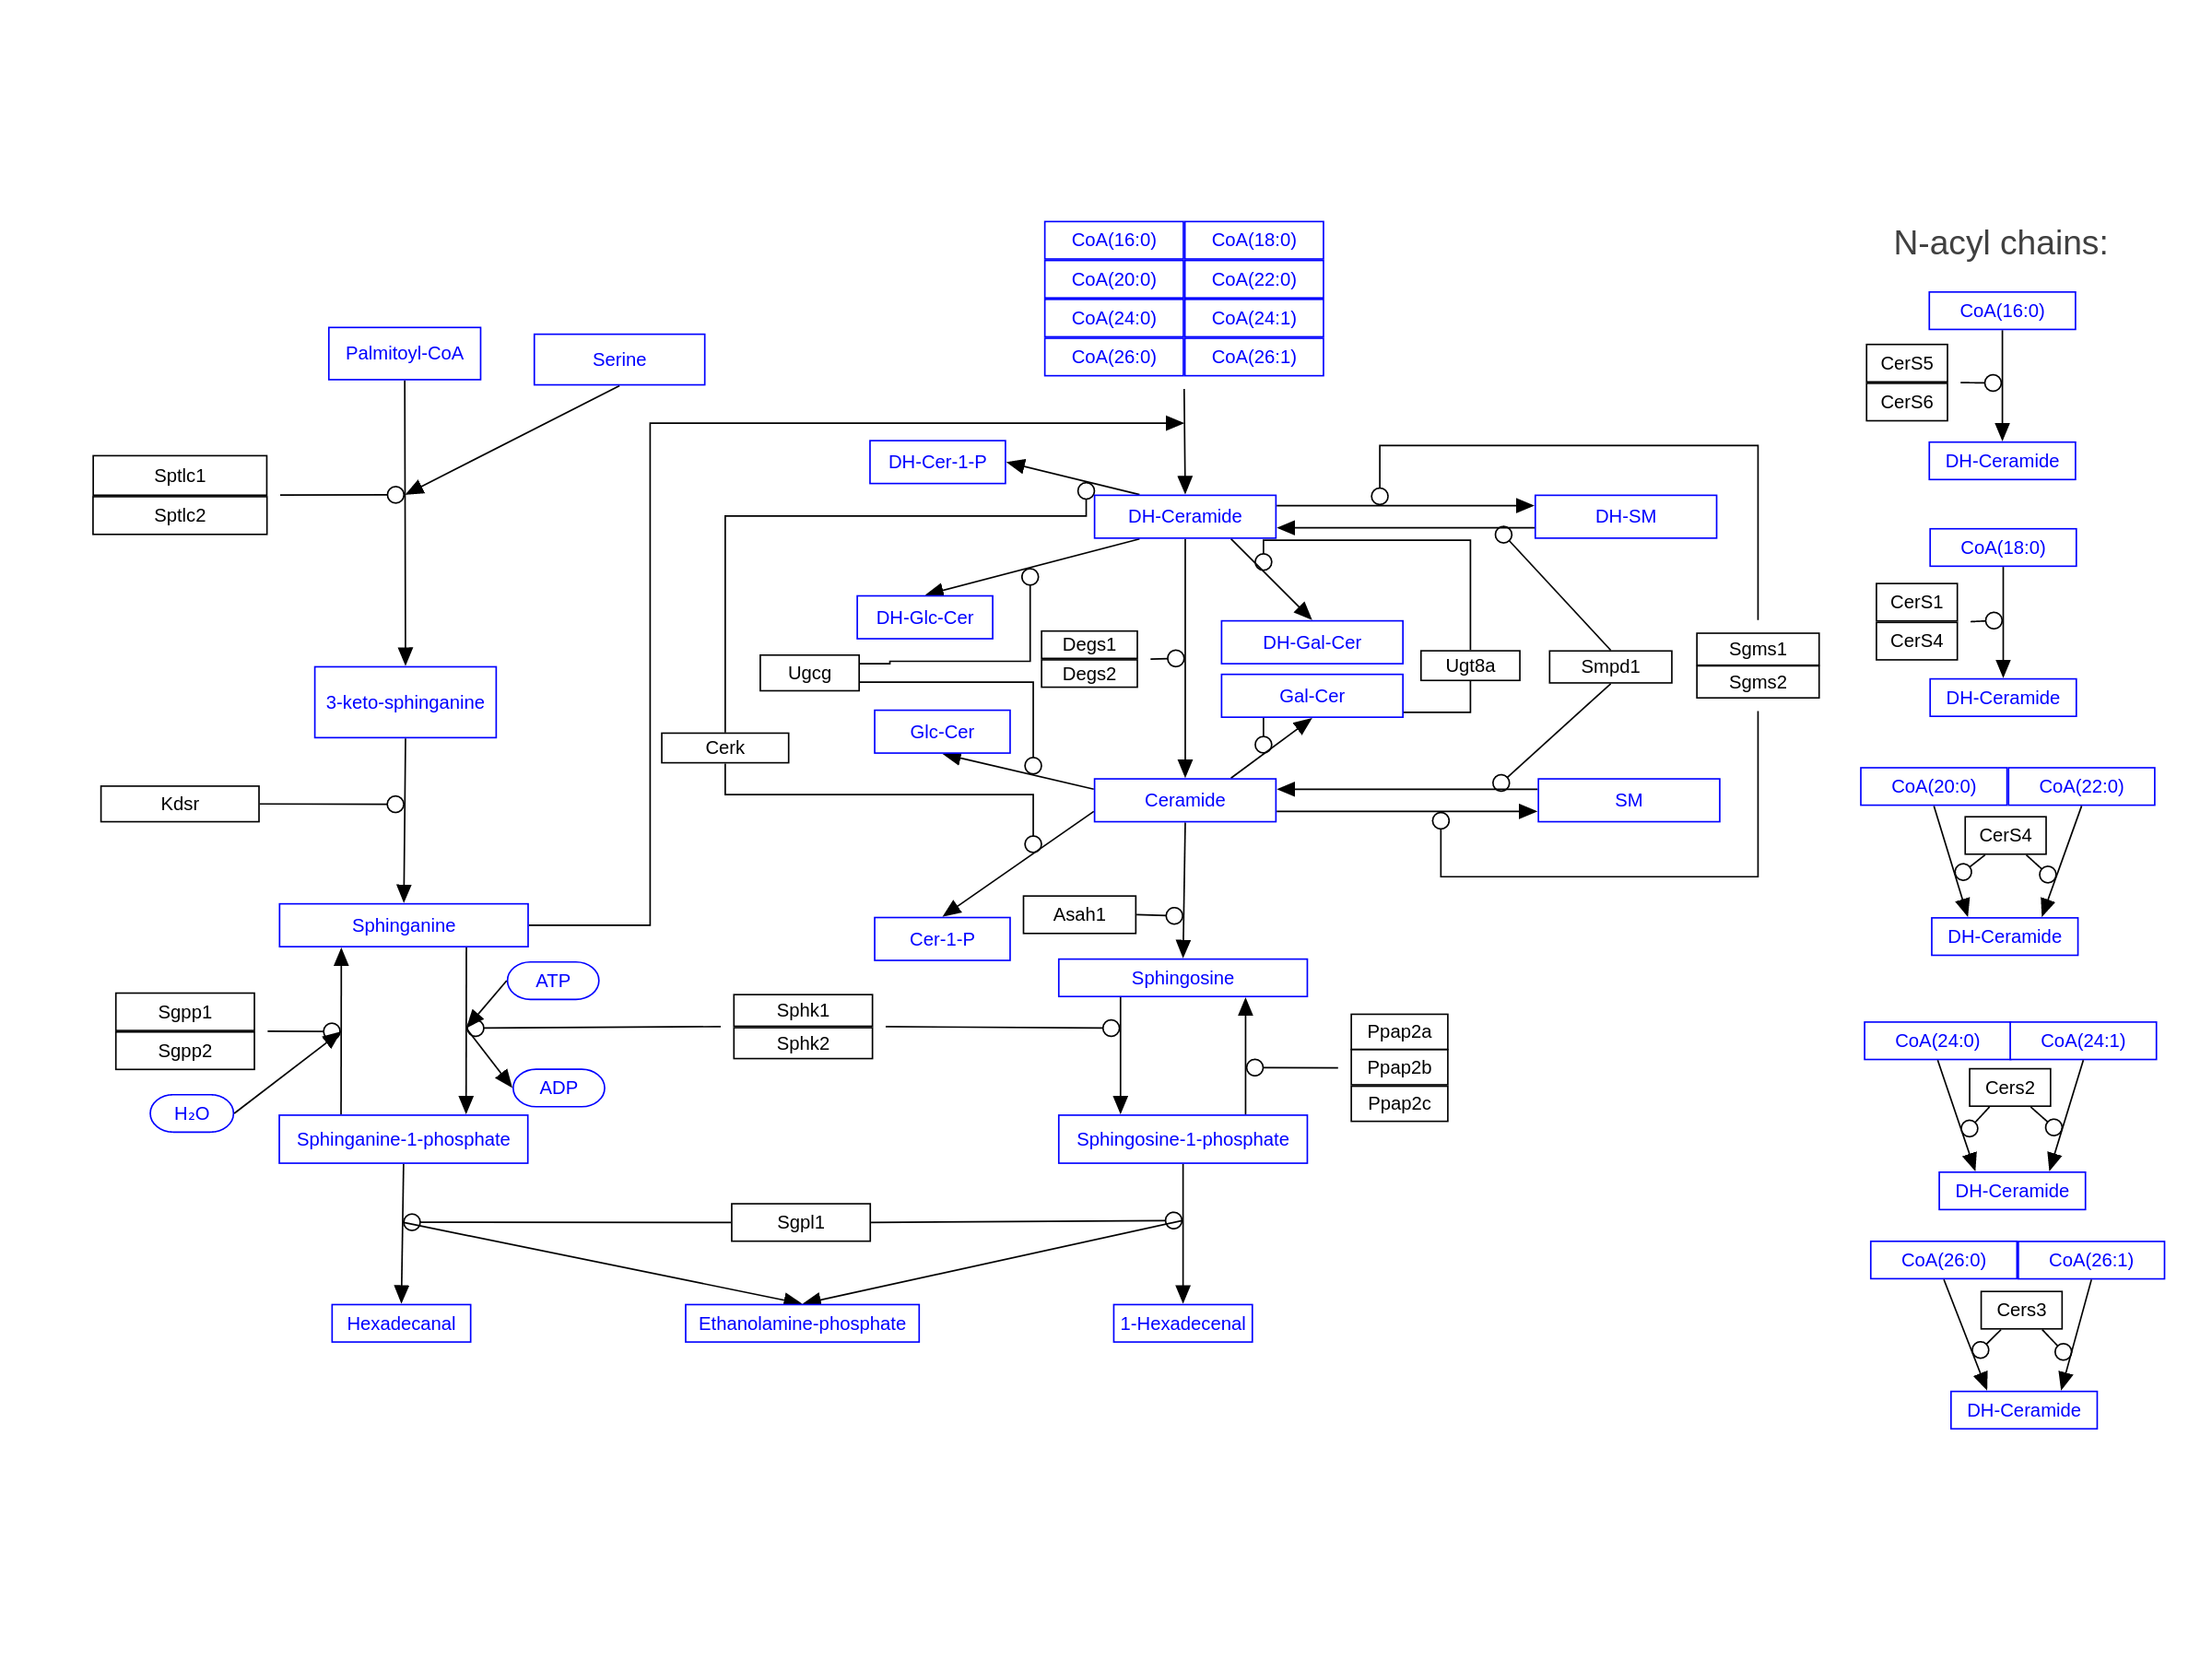 N-acyl chains:
CoA(16:0) CoA(18:0)
CoA(20:0) CoA(22:0)
CoA(24:0) CoA(24:1)
CoA(26:0) CoA(26:1)
Palmitoyl-CoA
Serine
Sptlc1
Sptlc2
3-keto-sphinganine
Kdsr
Sphinganine
ATP
ADP
Sgpp1
Sgpp2
H₂O
Sphinganine-1-phosphate
Hexadecanal
DH-Cer-1-P
DH-Ceramide
DH-SM
DH-Glc-Cer
Degs1
Degs2
DH-Gal-Cer
Ugcg
Ugt8a
Smpd1
Sgms1
Sgms2
Gal-Cer
Glc-Cer
Cerk
Ceramide
SM
Asah1
Cer-1-P
Sphingosine
Sphk1
Sphk2
Ppap2a
Ppap2b
Ppap2c
Sphingosine-1-phosphate
Sgpl1
Ethanolamine-phosphate
1-Hexadecenal
CoA(16:0)
CerS5
CerS6
DH-Ceramide
CoA(18:0)
CerS1
CerS4
DH-Ceramide
CoA(20:0) CoA(22:0)
CerS4
DH-Ceramide
CoA(24:0) CoA(24:1)
Cers2
DH-Ceramide
CoA(26:0) CoA(26:1)
Cers3
DH-Ceramide